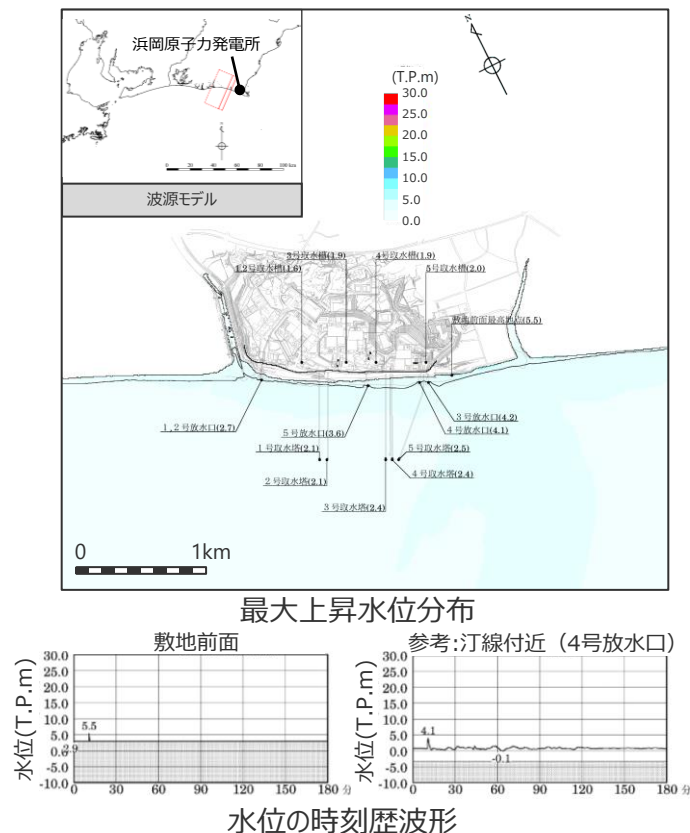 浜岡原子力発電所
0 20 40 60 80 100 km
波源モデル
N
(T.P.m)
30.0
25.0
20.0
15.0
10.0
5.0
0.0
3号取水槽(1.9)
4号取水槽(1.9)
1,2号取水槽(1.6)
5号取水槽(2.0)
敷地前面最高地点(5.5)
1,2号放水口(2.7)
5号放水口(3.6)
3号放水口(4.2)
4号放水口(4.1)
1号取水塔(2.1)
5号取水塔(2.5)
2号取水塔(2.1)
4号取水塔(2.4)
3号取水塔(2.4)
0 1km
最大上昇水位分布
敷地前面
水位(T.P.m)
30.0
25.0
20.0
15.0
10.0
5.0
0.0
-5.0
-10.0
5.5
0 30 60 90 120 150 180 分
参考:汀線付近（4号放水口）
水位(T.P.m)
30.0
25.0
20.0
15.0
10.0
5.0
0.0
-5.0
-10.0
4.1
-0.1
0 30 60 90 120 150 180 分
水位の時刻歴波形